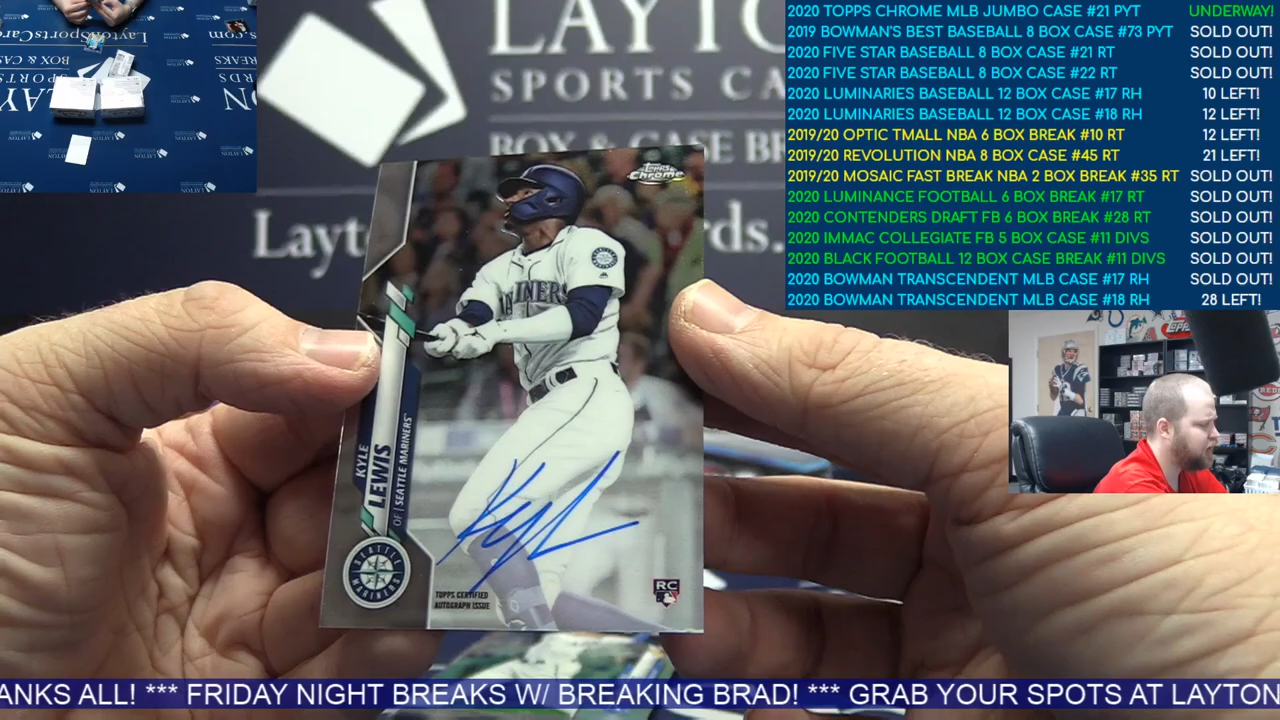 2020 TOPPS CHROME MLB JUMBO CASE #21 PYT UNDERWAY!
2019 BOWMAN'S BEST BASEBALL 8 BOX CASE #73 PYT SOLD OUT!
2020 FIVE STAR BASEBALL 8 BOX CASE #21 RT SOLD OUT!
2020 FIVE STAR BASEBALL 8 BOX CASE #22 RT SOLD OUT!
2020 LUMINARIES BASEBALL 12 BOX CASE #17 RH 10 LEFT!
2020 LUMINARIES BASEBALL 12 BOX CASE #18 RH 12 LEFT!
2019/20 OPTIC TMALL NBA 6 BOX BREAK #10 RT 12 LEFT!
2019/20 REVOLUTION NBA 8 BOX CASE #45 RT 21 LEFT!
2019/20 MOSAIC FAST BREAK NBA 2 BOX BREAK #35 RT SOLD OUT!
2020 LUMINANCE FOOTBALL 6 BOX BREAK #17 RT SOLD OUT!
2020 CONTENDERS DRAFT FB 6 BOX BREAK #28 RT SOLD OUT!
2020 IMMAC COLLEGIATE FB 5 BOX CASE #11 DIVS SOLD OUT!
2020 BLACK FOOTBALL 12 BOX CASE BREAK #11 DIVS SOLD OUT!
2020 BOWMAN TRANSCENDENT MLB CASE #17 RH SOLD OUT!
2020 BOWMAN TRANSCENDENT MLB CASE #18 RH 28 LEFT!
LAYTO
SPORTS CA
BOX & CASE BR
Layt
rds.
Topps
Chrome
MARINERS
KYLE
LEWIS
OF | SEATTLE MARINERS
SEATTLE
MARINERS
TOPPS CERTIFIED
AUTOGRAPH ISSUE
RC
ANKS ALL! *** FRIDAY NIGHT BREAKS W/ BREAKING BRAD! *** GRAB YOUR SPOTS AT LAYTON